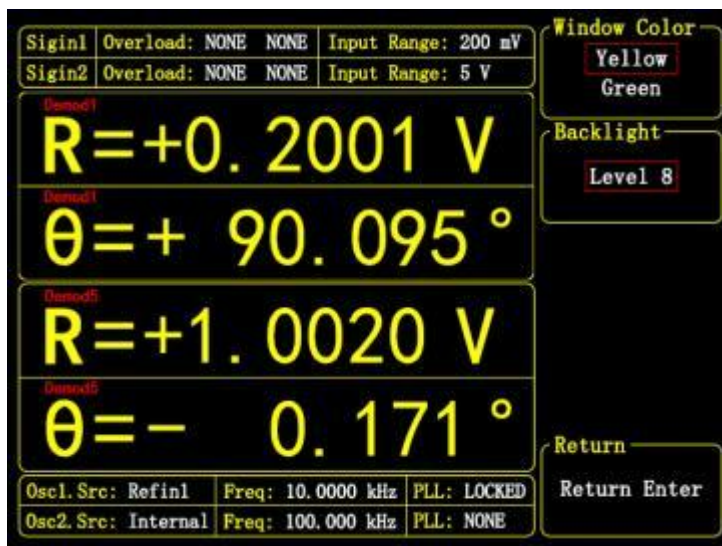 Sigin1 Overload: NONE NONE Input Range: 200 mV
Sigin2 Overload: NONE NONE Input Range: 5 V
Demod1
R=+0.2001 V
Demod1
θ=+ 90.095 °
Demod5
R=+1.0020 V
Demod5
θ=- 0.171 °
Osc1.Src: Refin1 Freq: 10.0000 kHz PLL: LOCKED
Osc2.Src: Internal Freq: 100.000 kHz PLL: NONE
Window Color
Yellow
Green
Backlight
Level 8
Return
Return Enter